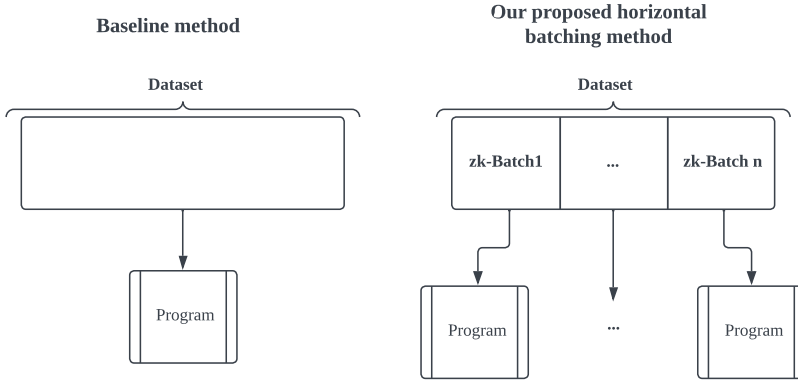 Baseline method
Dataset
Program
Our proposed horizontal
batching method
Dataset
zk-Batch1
...
zk-Batch n
Program
...
Program